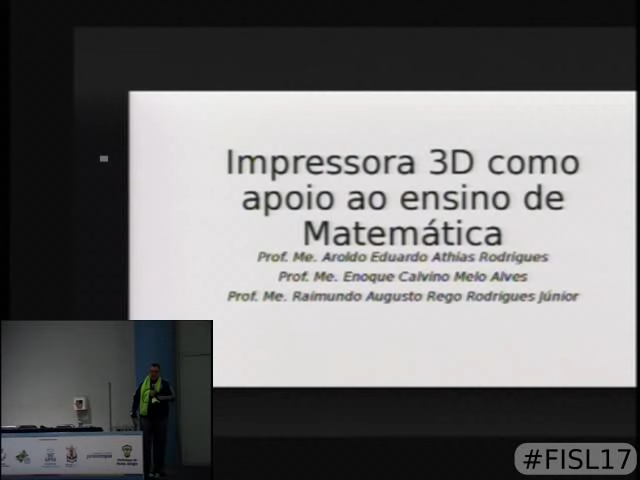 Impressora 3D como
apoio ao ensino de
Matemática
Prof. Me. Aroldo Eduardo Athias Rodrigues
Prof. Me. Enoque Calvino Melo Alves
Prof. Me. Raimundo Augusto Rego Rodrigues Júnior
#FISL17